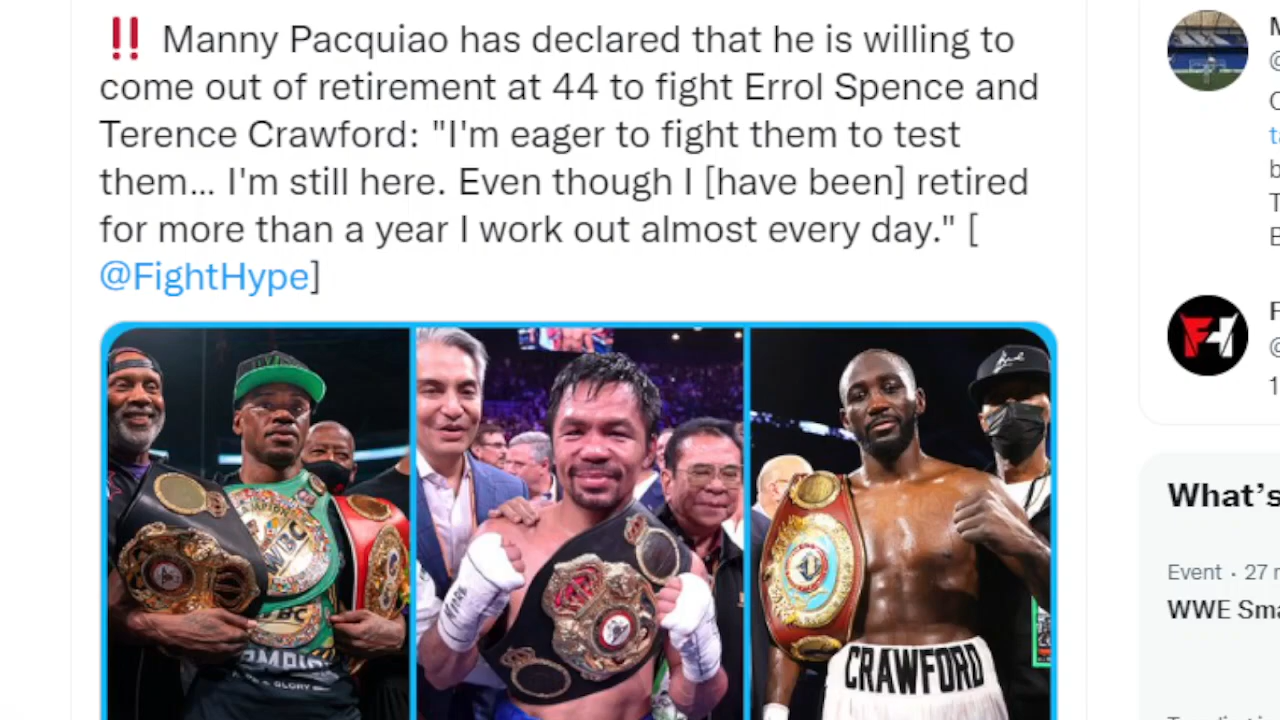 ‼ Manny Pacquiao has declared that he is willing to
come out of retirement at 44 to fight Errol Spence and
Terence Crawford: "I'm eager to fight them to test
them... I'm still here. Even though I [have been] retired
for more than a year I work out almost every day." [
@FightHype]
WBC
CRAWFORD
What's
Event · 27
WWE Sma